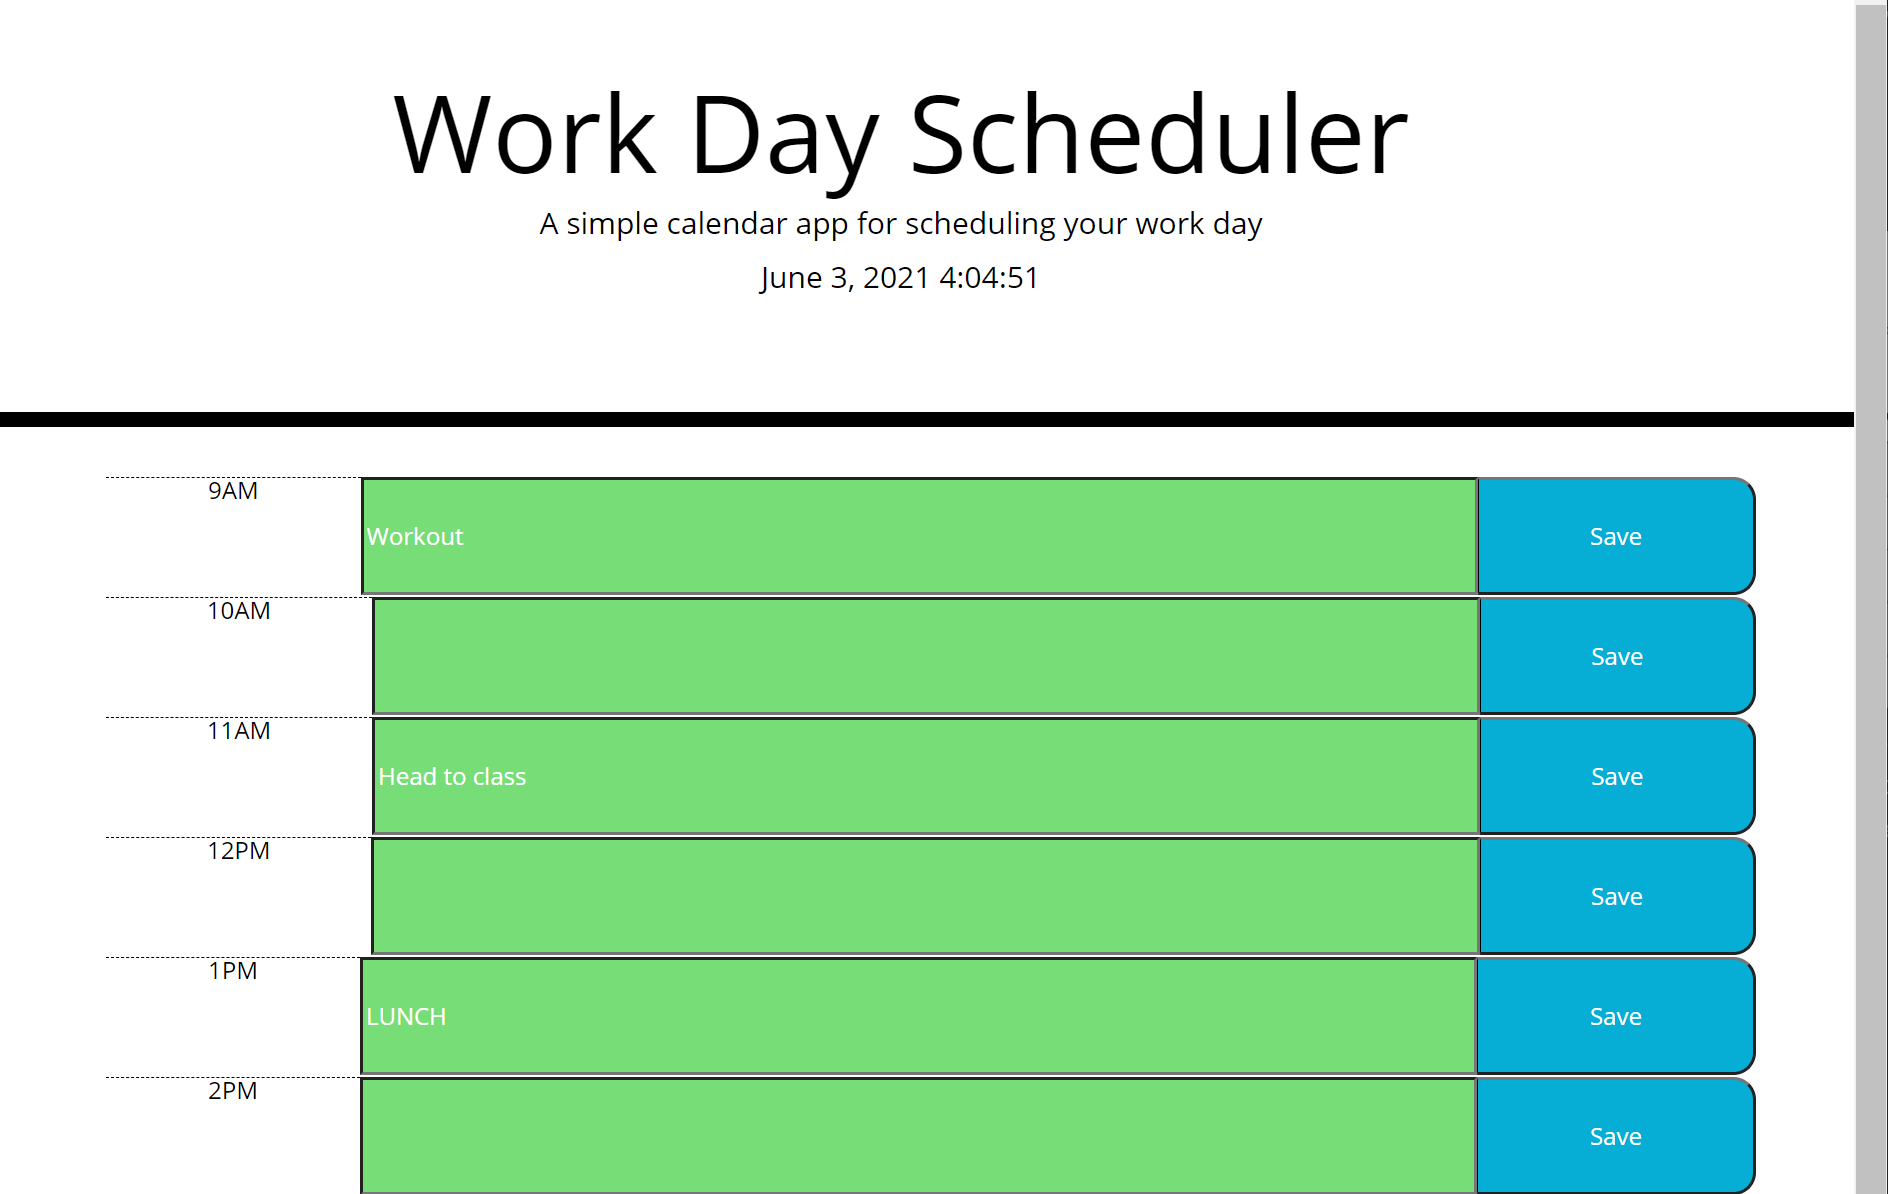 Work Day Scheduler
A simple calendar app for scheduling your work day
June 3, 2021 4:04:51
9AM
Workout
Save
10AM
Save
11AM
Head to class
Save
12PM
Save
1PM
LUNCH
Save
2PM
Save